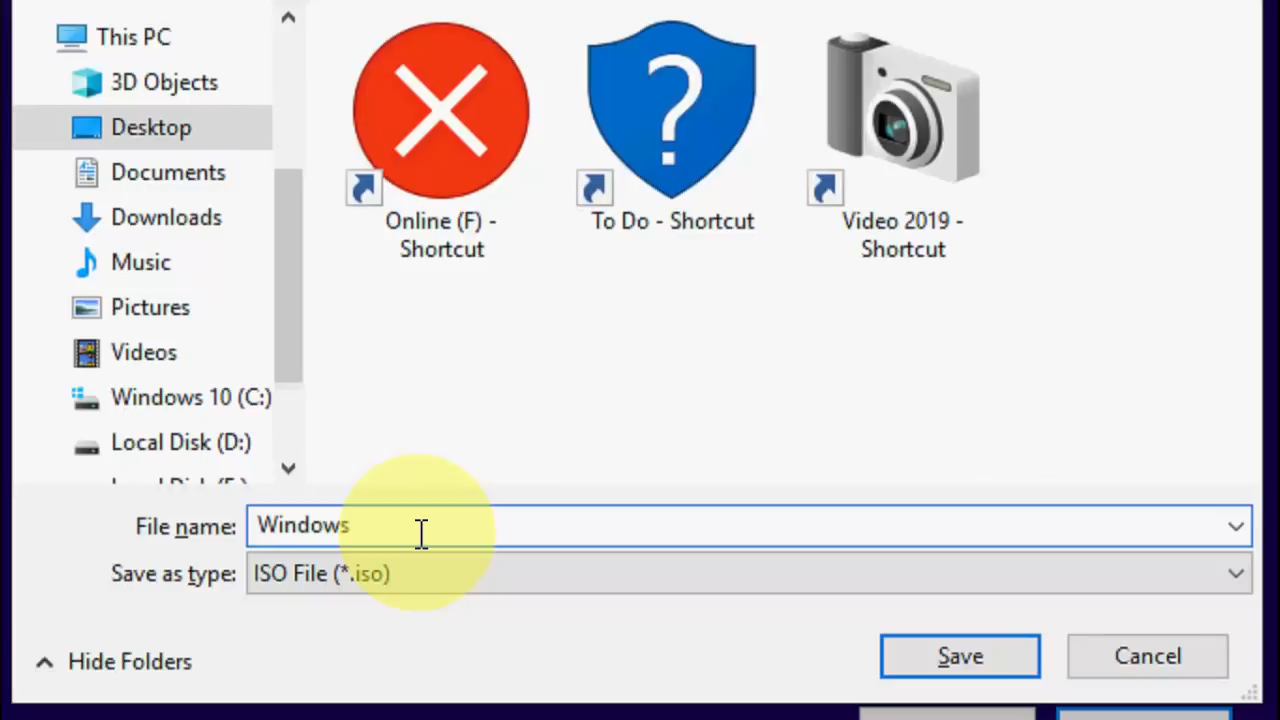 This PC
3D Objects
Desktop
Documents
Downloads
Music
Pictures
Videos
Windows 10 (C:)
Local Disk (D:)
Online (F) -
Shortcut
To Do - Shortcut
Video 2019 -
Shortcut
File name: Windows
Save as type: ISO File (*.iso)
Hide Folders
Save
Cancel